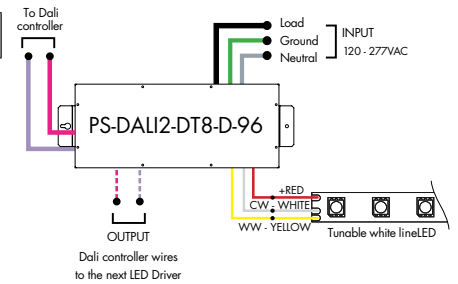 To Dali
controller
Load
Ground
Neutral
INPUT
120 - 277VAC
PS-DALI2-DT8-D-96
+RED
CW - WHITE
WW - YELLOW
Tunable white lineLED
OUTPUT
Dali controller wires
to the next LED Driver